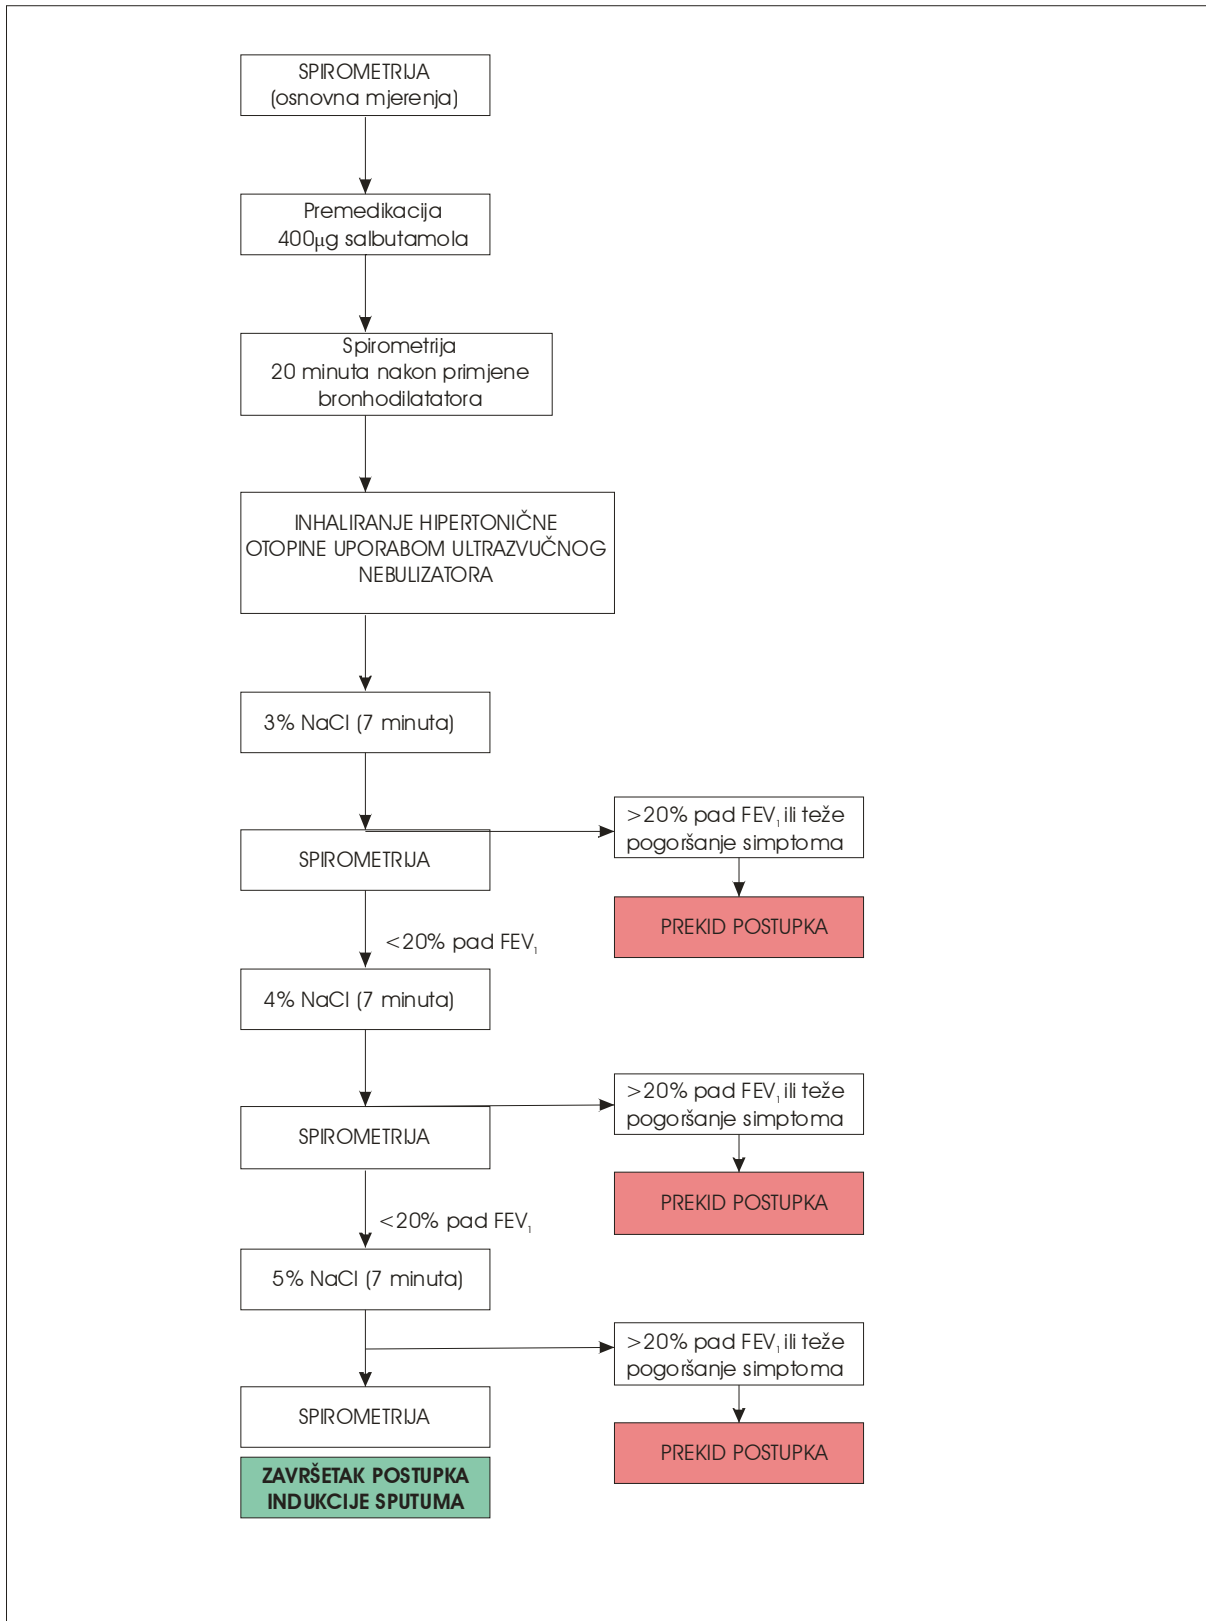 SPIROMETRIJA
(osnovna mjerenja)
Premedikacija
400μg salbutamola
Spirometrija
20 minuta nakon primjene
bronhodilatatora
INHALIRANJE HIPERTONIČNE
OTOPINE UPORABOM ULTRAZVUČNOG
NEBULIZATORA
3% NaCl (7 minuta)
>20% pad FEV₁ ili teže
pogoršanje simptoma
SPIROMETRIJA
PREKID POSTUPKA
<20% pad FEV₁
4% NaCl (7 minuta)
>20% pad FEV₁ ili teže
pogoršanje simptoma
SPIROMETRIJA
PREKID POSTUPKA
<20% pad FEV₁
5% NaCl (7 minuta)
>20% pad FEV₁ ili teže
pogoršanje simptoma
SPIROMETRIJA
PREKID POSTUPKA
ZAVRŠETAK POSTUPKA
INDUKCIJE SPUTUMA